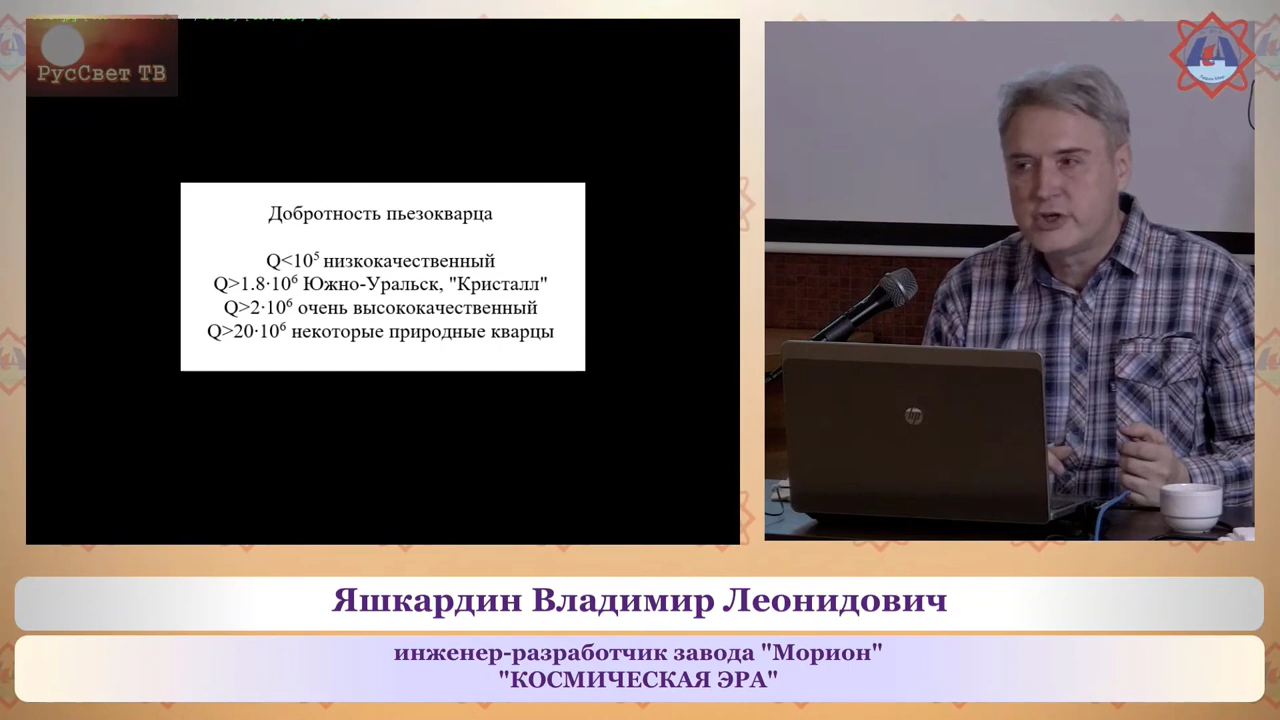 РусСвет ТВ
Добротность пьезокварца
Q<10⁵ низкокачественный
Q>1.8·10⁶ Южно-Уральск, "Кристалл"
Q>2·10⁶ очень высококачественный
Q>20·10⁶ некоторые природные кварцы
hp
Яшкардин Владимир Леонидович
инженер-разработчик завода "Морион"
"КОСМИЧЕСКАЯ ЭРА"